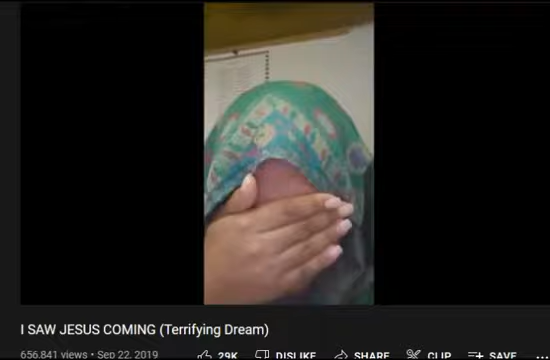 I SAW JESUS COMING (Terrifying Dream)
656,841 views • Sep 22, 2019 29K DISLIKE SHARE CLIP SAVE